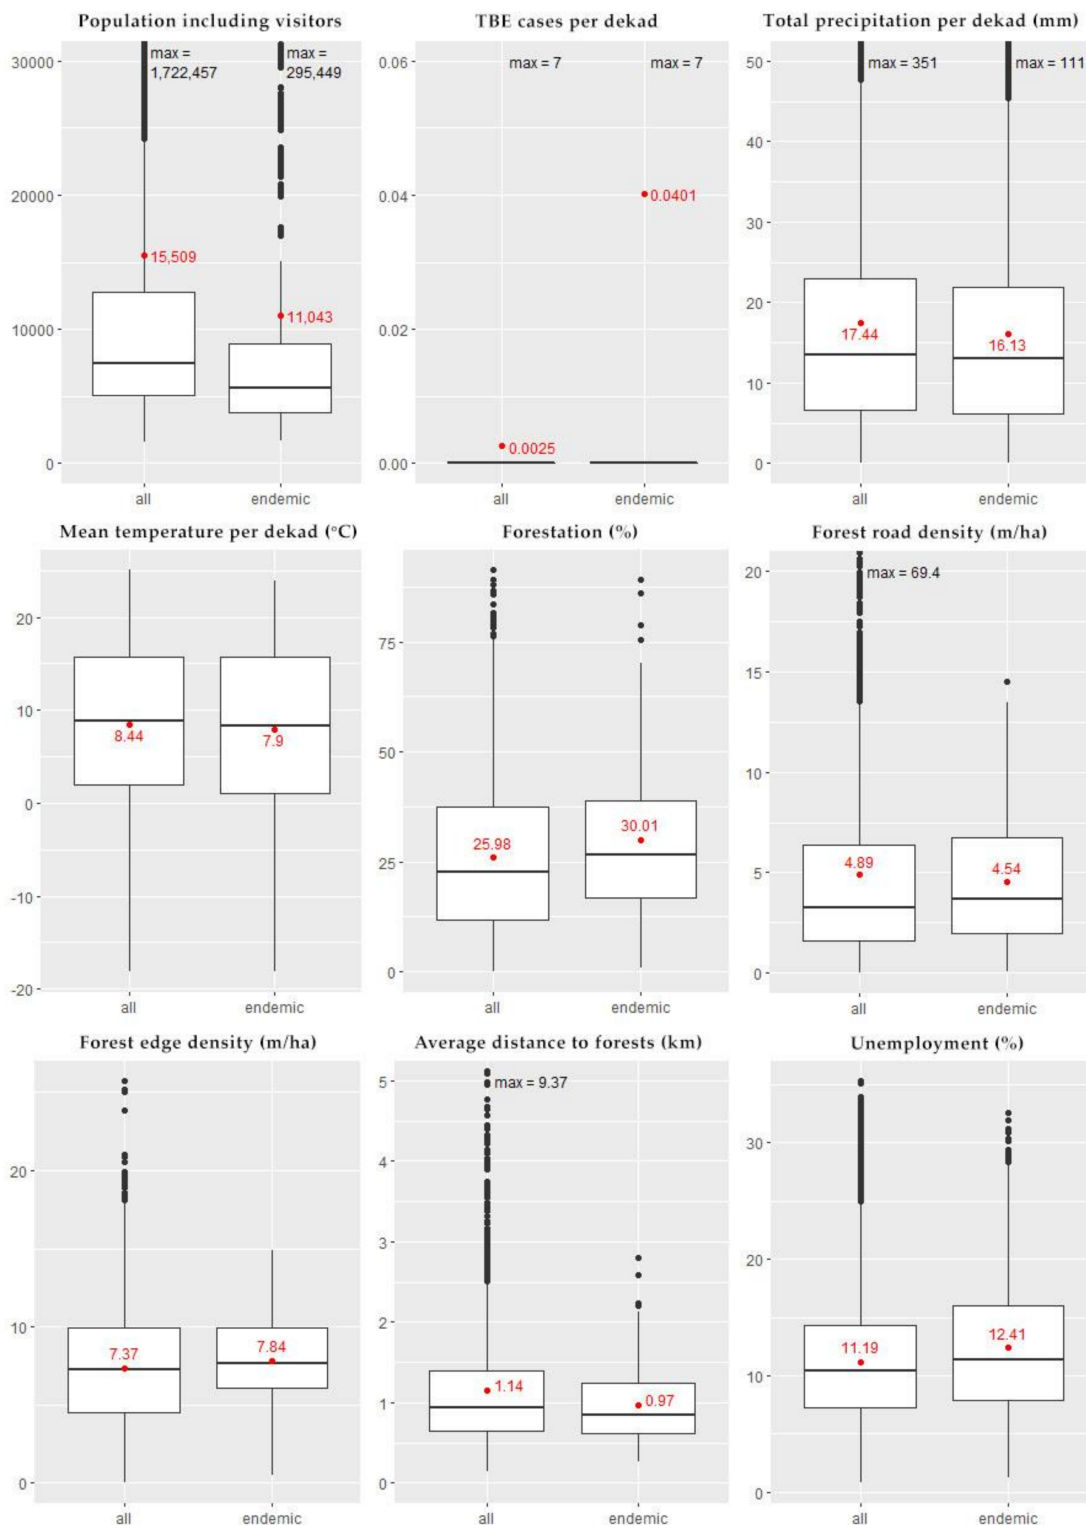 Population including visitors
30000
20000
10000
0
max =
1,722,457
max =
295,449
15,509
11,043
all
endemic
TBE cases per dekad
0.06
0.04
0.02
0.00
max = 7
max = 7
0.0401
0.0025
all
endemic
Total precipitation per dekad (mm)
50
40
30
20
10
0
max = 351
max = 111
17.44
16.13
all
endemic
Mean temperature per dekad (°C)
20
10
0
-10
-20
8.44
7.9
all
endemic
Forestation (%)
75
50
25
0
25.98
30.01
all
endemic
Forest road density (m/ha)
20
15
10
5
0
max = 69.4
4.89
4.54
all
endemic
Forest edge density (m/ha)
20
10
0
7.37
7.84
all
endemic
Average distance to forests (km)
5
4
3
2
1
0
max = 9.37
1.14
0.97
all
endemic
Unemployment (%)
30
20
10
0
11.19
12.41
all
endemic